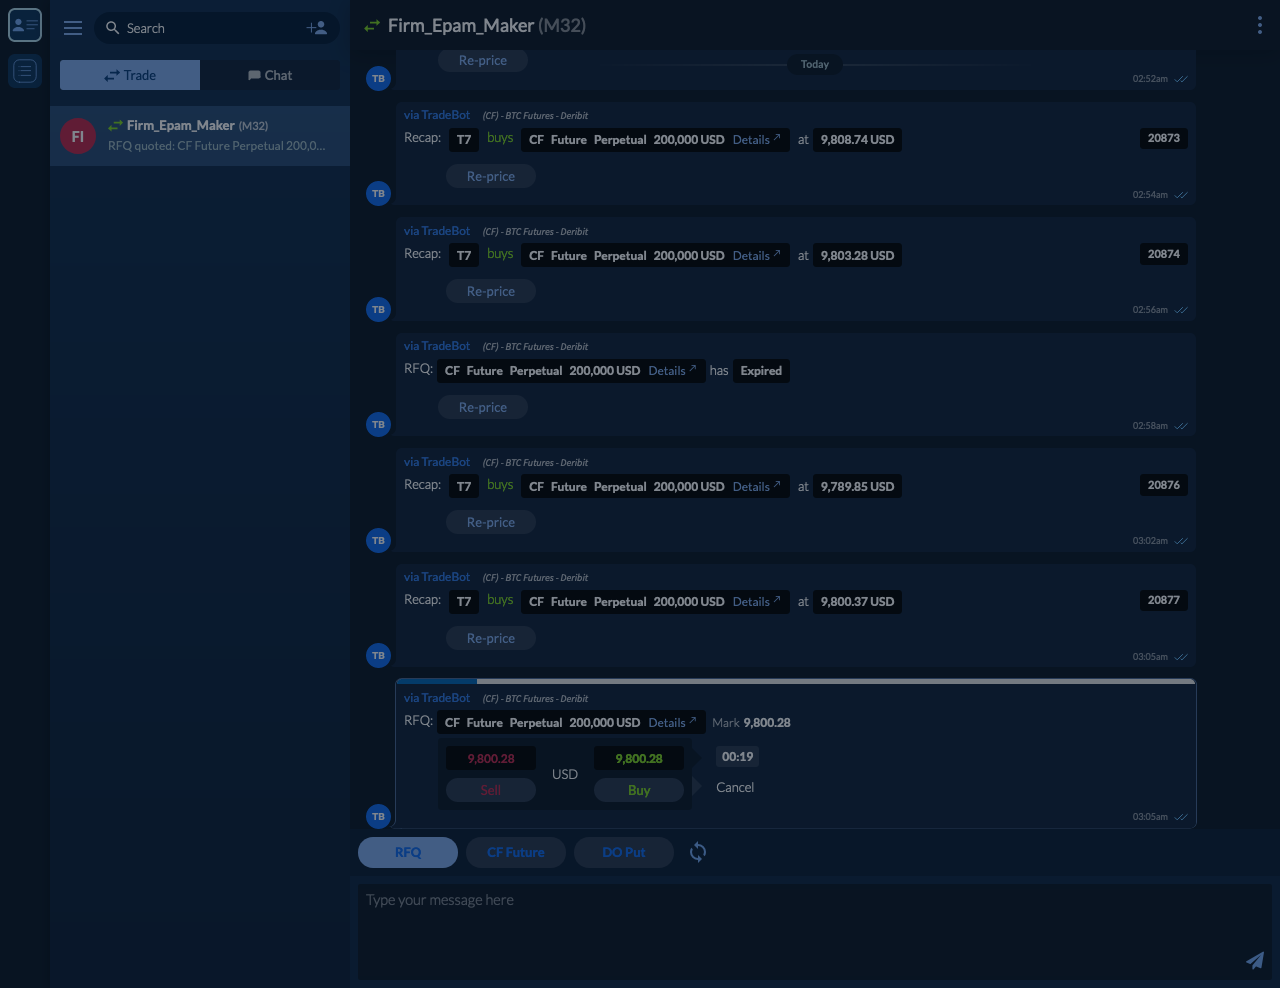 Search
Trade
Chat
FI
Firm_Epam_Maker (M32)
RFQ quoted: CF Future Perpetual 200,0...
Firm_Epam_Maker (M32)
Re-price
Today
TB
02:52am
via TradeBot (CF) - BTC Futures - Deribit
Recap: T7 buys CF Future Perpetual 200,000 USD Details at 9,808.74 USD 20873
Re-price
TB
02:54am
via TradeBot (CF) - BTC Futures - Deribit
Recap: T7 buys CF Future Perpetual 200,000 USD Details at 9,803.28 USD 20874
Re-price
TB
02:56am
via TradeBot (CF) - BTC Futures - Deribit
RFQ: CF Future Perpetual 200,000 USD Details has Expired
Re-price
TB
02:58am
via TradeBot (CF) - BTC Futures - Deribit
Recap: T7 buys CF Future Perpetual 200,000 USD Details at 9,789.85 USD 20876
Re-price
TB
03:02am
via TradeBot (CF) - BTC Futures - Deribit
Recap: T7 buys CF Future Perpetual 200,000 USD Details at 9,800.37 USD 20877
Re-price
TB
03:05am
via TradeBot (CF) - BTC Futures - Deribit
RFQ: CF Future Perpetual 200,000 USD Details Mark 9,800.28
9,800.28 USD 9,800.28 00:19
Sell Buy Cancel
TB
03:05am
RFQ CF Future DO Put
Type your message here